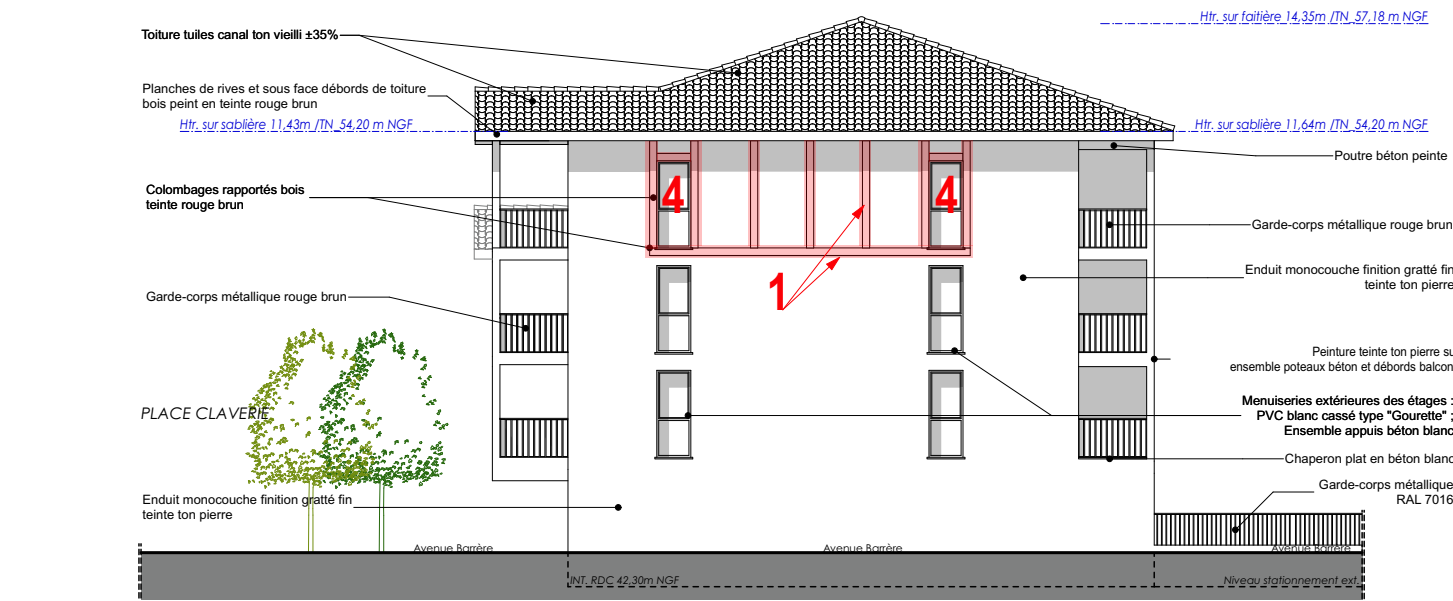 Htr. sur faitière 14,35m /TN_57,18 m NGF
Toiture tuiles canal ton vieilli ±35%
Planches de rives et sous face débords de toiture
bois peint en teinte rouge brun
Htr. sur sablière 11,43m /TN_54,20 m NGF
Htr. sur sablière 11,64m /TN_54,20 m NGF
Poutre béton peinte
Colombages rapportés bois
teinte rouge brun
4
4
Garde-corps métallique rouge brun
Enduit monocouche finition gratté fin
teinte ton pierre
1
Garde-corps métallique rouge brun
Peinture teinte ton pierre su
ensemble poteaux béton et débords balcon
Menuiseries extérieures des étages :
PVC blanc cassé type "Gourette" ;
Ensemble appuis béton blanc
PLACE CLAVERIE
Chaperon plat en béton blanc
Garde-corps métallique
RAL 7016
Enduit monocouche finition gratté fin
teinte ton pierre
Avenue Barrère
Avenue Barrère
Avenue Barrère
INT. RDC 42,30m NGF
Niveau stationnement ext.